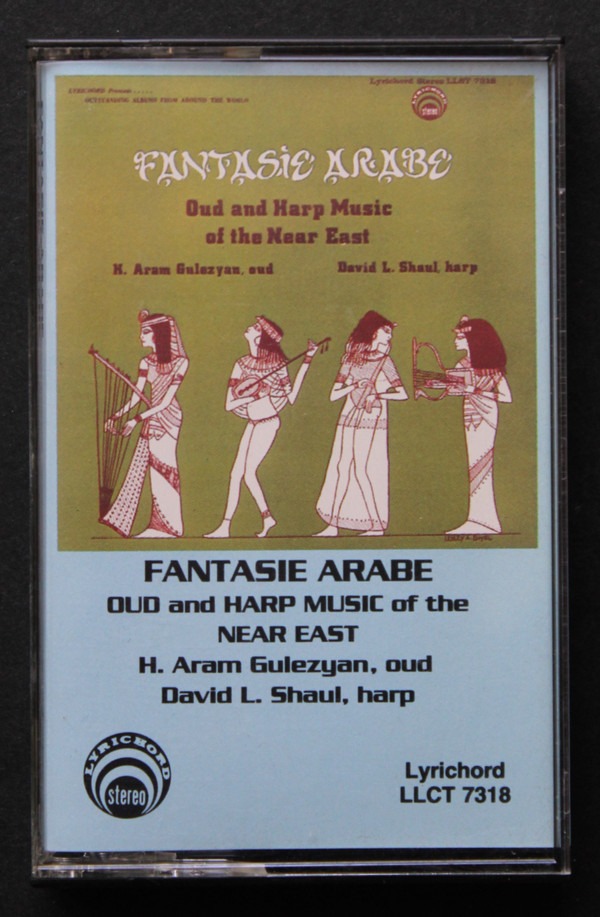 LYRICHORD Presents.....
OUTSTANDING ALBUMS FROM AROUND THE WORLD
Lyrichord Stereo LLCT 7318
LYRICHORD
FANTASIE ARABE
Oud and Harp Music
of the Near East
H. Aram Gulezyan, oud
David L. Shaul, harp
FANTASIE ARABE
OUD and HARP MUSIC of the
NEAR EAST
H. Aram Gulezyan, oud
David L. Shaul, harp
LYRICHORD
stereo
Lyrichord
LLCT 7318